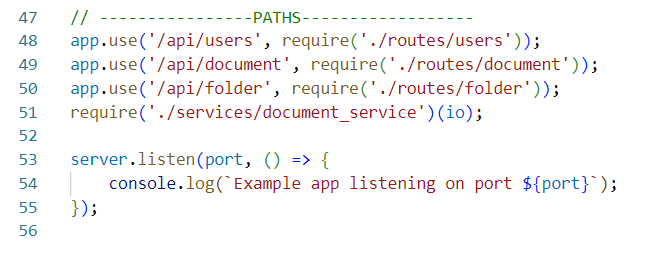 47 // ----------------PATHS------------------
48 app.use('/api/users', require('./routes/users'));
49 app.use('/api/document', require('./routes/document'));
50 app.use('/api/folder', require('./routes/folder'));
51 require('./services/document_service')(io);
52
53 server.listen(port, () => {
54     console.log(`Example app listening on port ${port}`);
55 });
56